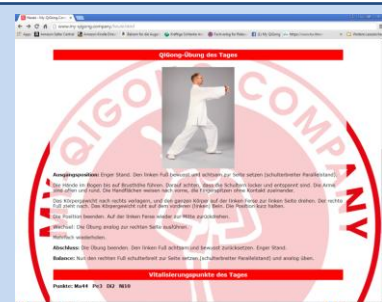 QiGong-Übung des Tages
Ausgangsposition: Enger Stand. Den linken Fuß bewusst und achtsam zur Seite setzen (schulterbreiter Parallelstand).
Die Hände im Bogen bis auf Brusthöhe führen. Darauf achten, dass die Schultern locker und entspannt sind. Die Arme sind offen und rund. Die Handflächen weisen nach vorne, die Fingerspitzen ohne Kontakt zueinander.
Das Körpergewicht nach rechts verlagern, und den ganzen Körper auf der linken Ferse zur linken Seite drehen. Der rechte Fuß zieht nach. Das Körpergewicht ruht auf dem vorderen (linken) Bein. Die Position kurz halten.
Die Position beenden. Auf der linken Ferse wieder zur Mitte zurückdrehen.
Wechsel: Die Übung analog zur rechten Seite ausführen.
Mehrfach wiederholen.
Abschluss: Die Übung beenden. Den linken Fuß achtsam und bewusst zurücksetzen. Enger Stand.
Balance: Nun den rechten Fuß schulterbreit zur Seite setzen (schulterbreiter Parallelstand) und analog üben.
Vitalisierungspunkte des Tages
Punkte: Ma44 Pe3 Di2 Ni10
MY QIGONG COMPANY